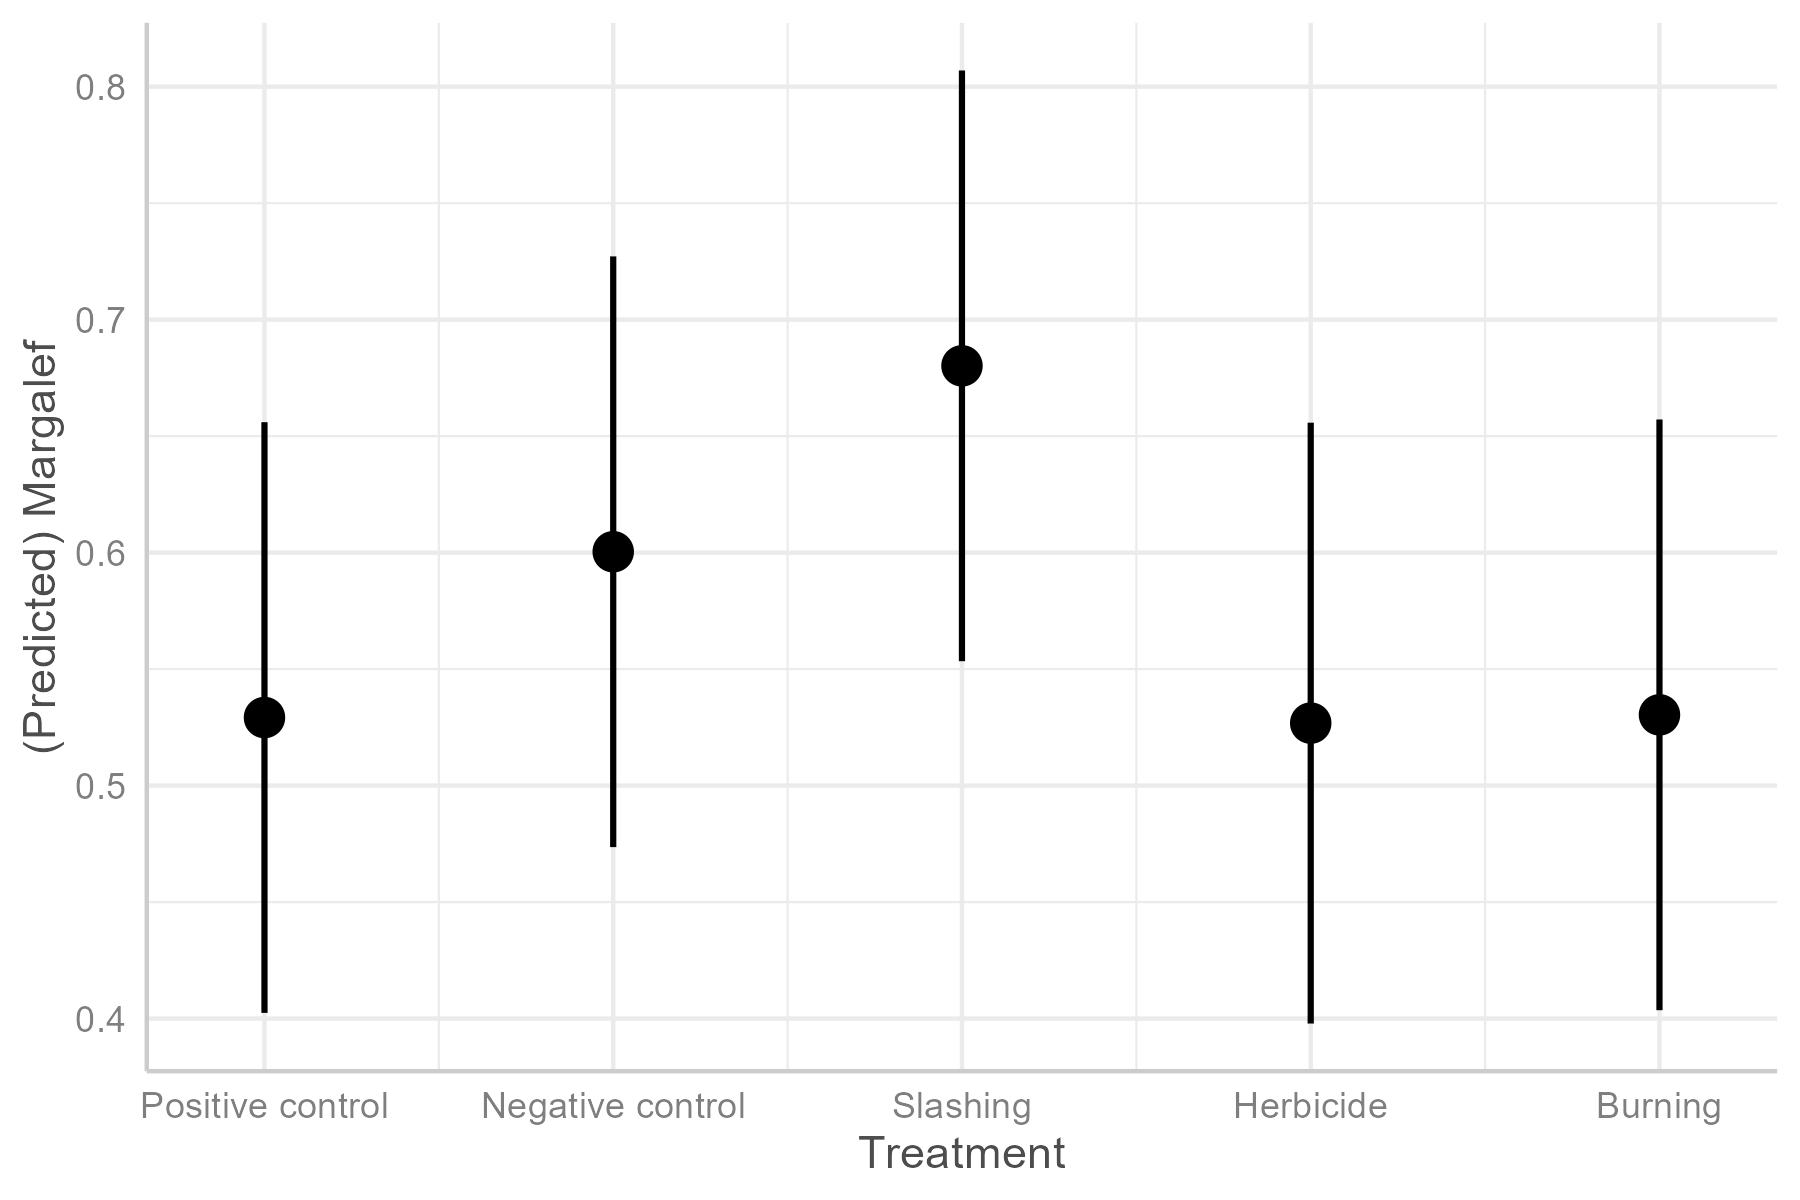 (Predicted) Margalef
0.8
0.7
0.6
0.5
0.4
Positive control
Negative control
Slashing
Herbicide
Burning
Treatment